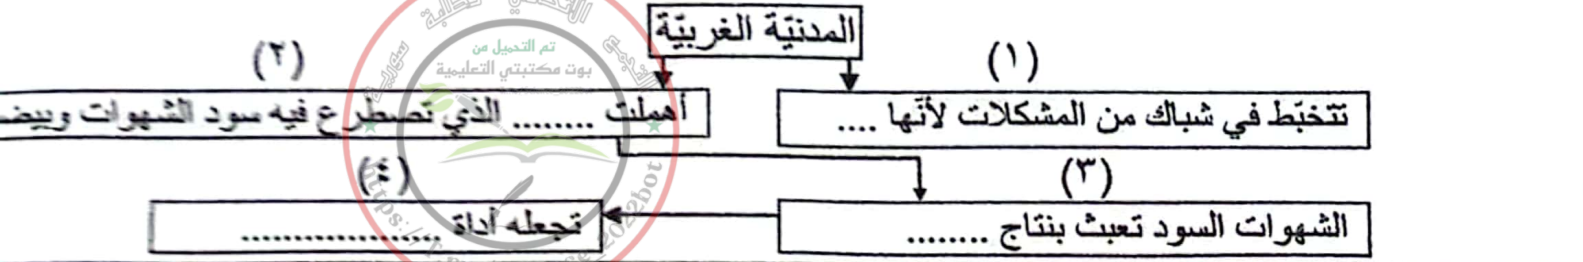 المدنيّة الغربيّة
(١)
(٢)
تتخبّط في شباك من المشكلات لأنّها ....
أهملت ........ الذي تصطرع فيه سود الشهوات وبيض
(٣)
(٤)
الشهوات السود تعبث بنتاج ........
تجعله أداة ...................
تم التحميل من
بوت مكتبتي التعليمية